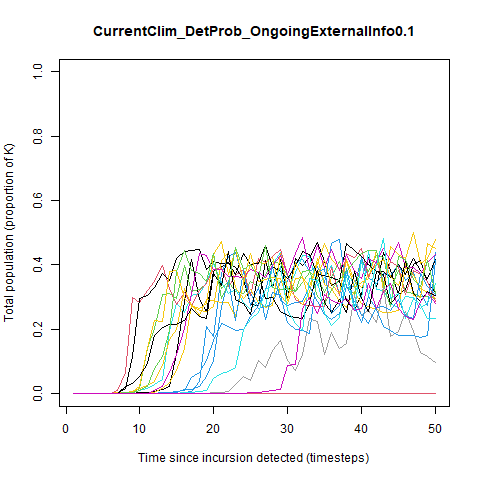 CurrentClim_DetProb_OngoingExternalInfo0.1
Total population (proportion of K)
1.0
0.8
0.6
0.4
0.2
0.0
0 10 20 30 40 50
Time since incursion detected (timesteps)